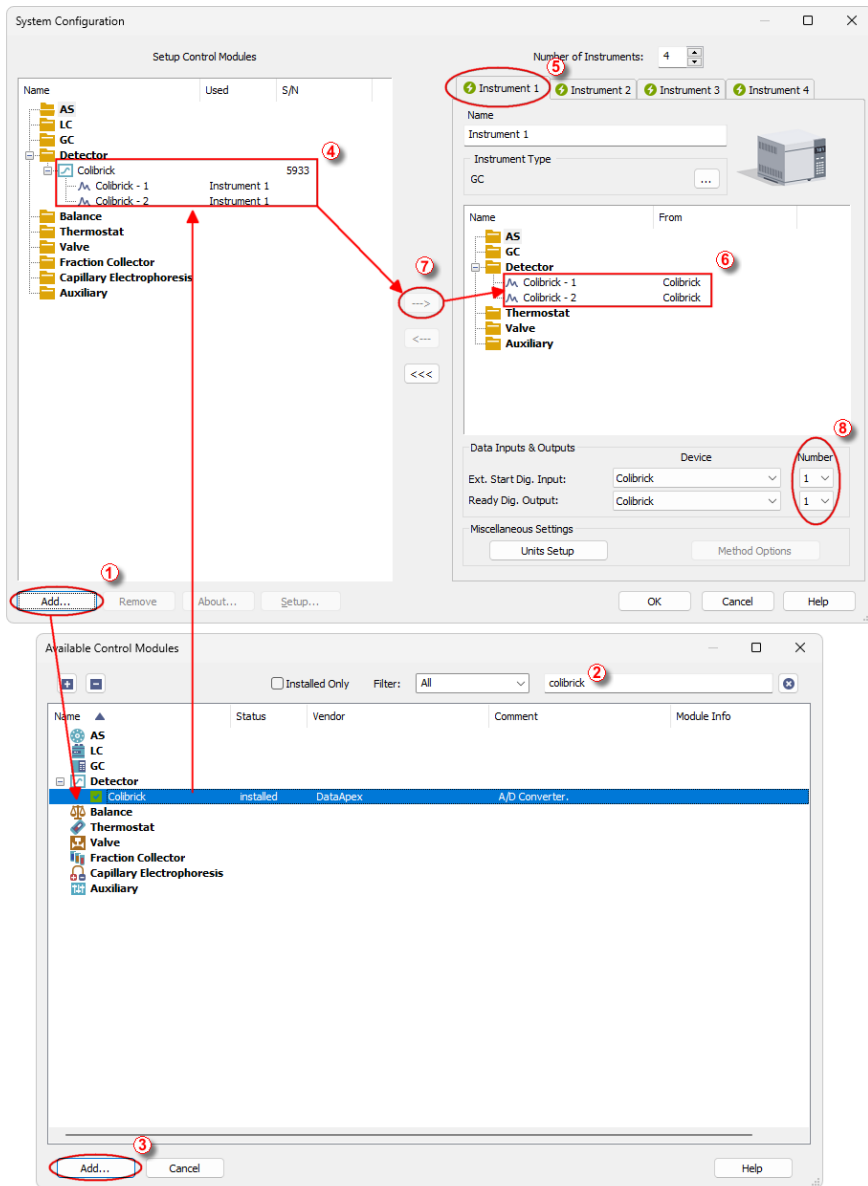 System Configuration
Setup Control Modules
Number of Instruments: 4
⑤
Name Used S/N
AS
LC
GC
Detector
Colibrick 5933
Colibrick - 1 Instrument 1
Colibrick - 2 Instrument 1
Balance
Thermostat
Valve
Fraction Collector
Capillary Electrophoresis
Auxiliary
④
⑦
--->
<---
<<<
Instrument 1 Instrument 2 Instrument 3 Instrument 4
Name
Instrument 1
Instrument Type
GC ...
Name From
AS
GC
Detector
Colibrick - 1 Colibrick
Colibrick - 2 Colibrick
Thermostat
Valve
Auxiliary
⑥
⑧
Data Inputs & Outputs
Device Number
Ext. Start Dig. Input: Colibrick 1
Ready Dig. Output: Colibrick 1
Miscellaneous Settings
Units Setup Method Options
①
Add... Remove About... Setup... OK Cancel Help
Available Control Modules
②
Installed Only Filter: All colibrick
Name Status Vendor Comment Module Info
AS
LC
GC
Detector
Colibrick installed DataApex A/D Converter.
Balance
Thermostat
Valve
Fraction Collector
Capillary Electrophoresis
Auxiliary
③
Add... Cancel Help